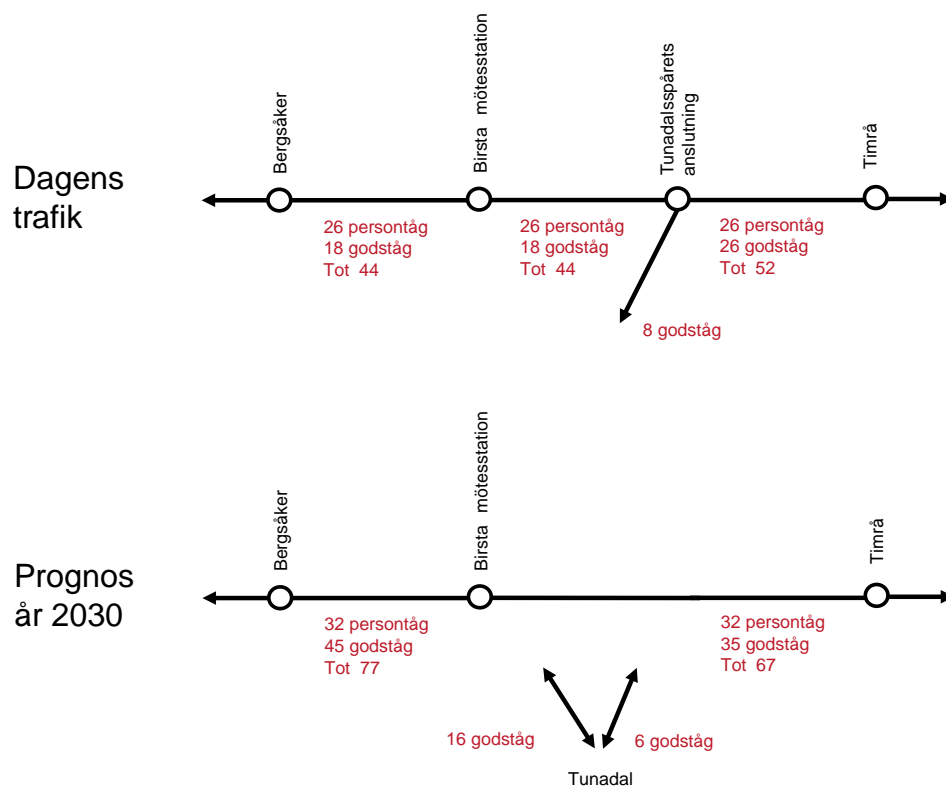 Dagens
trafik
Bergsåker
Birsta mötesstation
Tunadalsspårets
anslutning
Timrå
26 persontåg
18 godståg
Tot 44
26 persontåg
18 godståg
Tot 44
26 persontåg
26 godståg
Tot 52
8 godståg
Prognos
år 2030
Bergsåker
Birsta mötesstation
Timrå
32 persontåg
45 godståg
Tot 77
32 persontåg
35 godståg
Tot 67
16 godståg
6 godståg
Tunadal